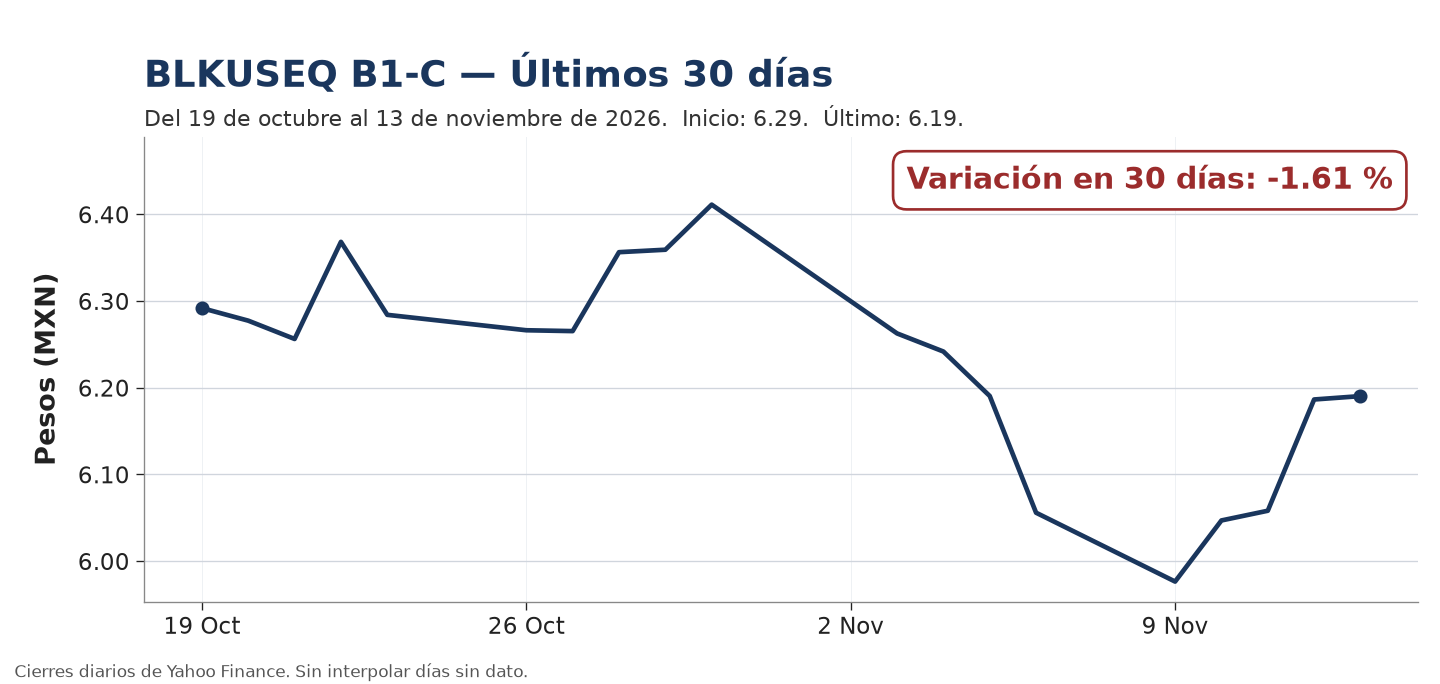 BLKUSEQ B1-C — Últimos 30 días
Del 19 de octubre al 13 de noviembre de 2026.  Inicio: 6.29.  Último: 6.19.
Variación en 30 días: -1.61 %
Pesos (MXN)
6.40
6.30
6.20
6.10
6.00
19 Oct
26 Oct
2 Nov
9 Nov
Cierres diarios de Yahoo Finance. Sin interpolar días sin dato.